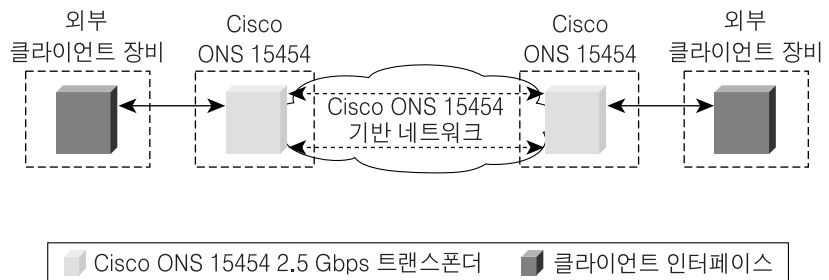 외부
클라이언트 장비
Cisco
ONS 15454
Cisco
ONS 15454
외부
클라이언트 장비
Cisco ONS 15454
기반 네트워크
Cisco ONS 15454 2.5 Gbps 트랜스폰더
클라이언트 인터페이스